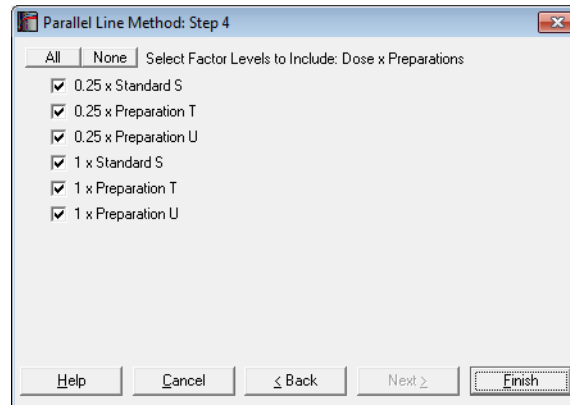 Parallel Line Method: Step 4
All None Select Factor Levels to Include: Dose x Preparations
0.25 x Standard S
0.25 x Preparation T
0.25 x Preparation U
1 x Standard S
1 x Preparation T
1 x Preparation U
Help Cancel < Back Next > Finish